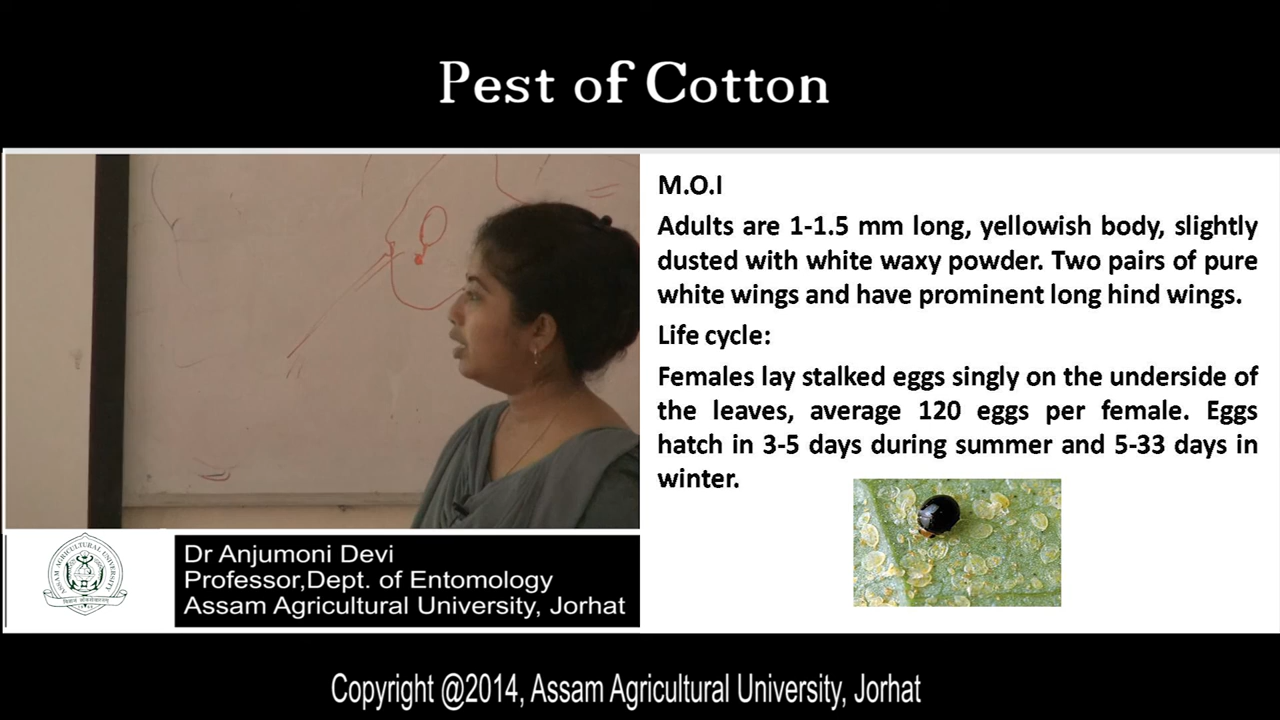 Pest of Cotton
M.O.I
Adults are 1-1.5 mm long, yellowish body, slightly
dusted with white waxy powder. Two pairs of pure
white wings and have prominent long hind wings.
Life cycle:
Females lay stalked eggs singly on the underside of
the leaves, average 120 eggs per female. Eggs
hatch in 3-5 days during summer and 5-33 days in
winter.
ASSAM AGRICULTURAL UNIVERSITY
Dr Anjumoni Devi
Professor,Dept. of Entomology
Assam Agricultural University, Jorhat
Copyright @2014, Assam Agricultural University, Jorhat